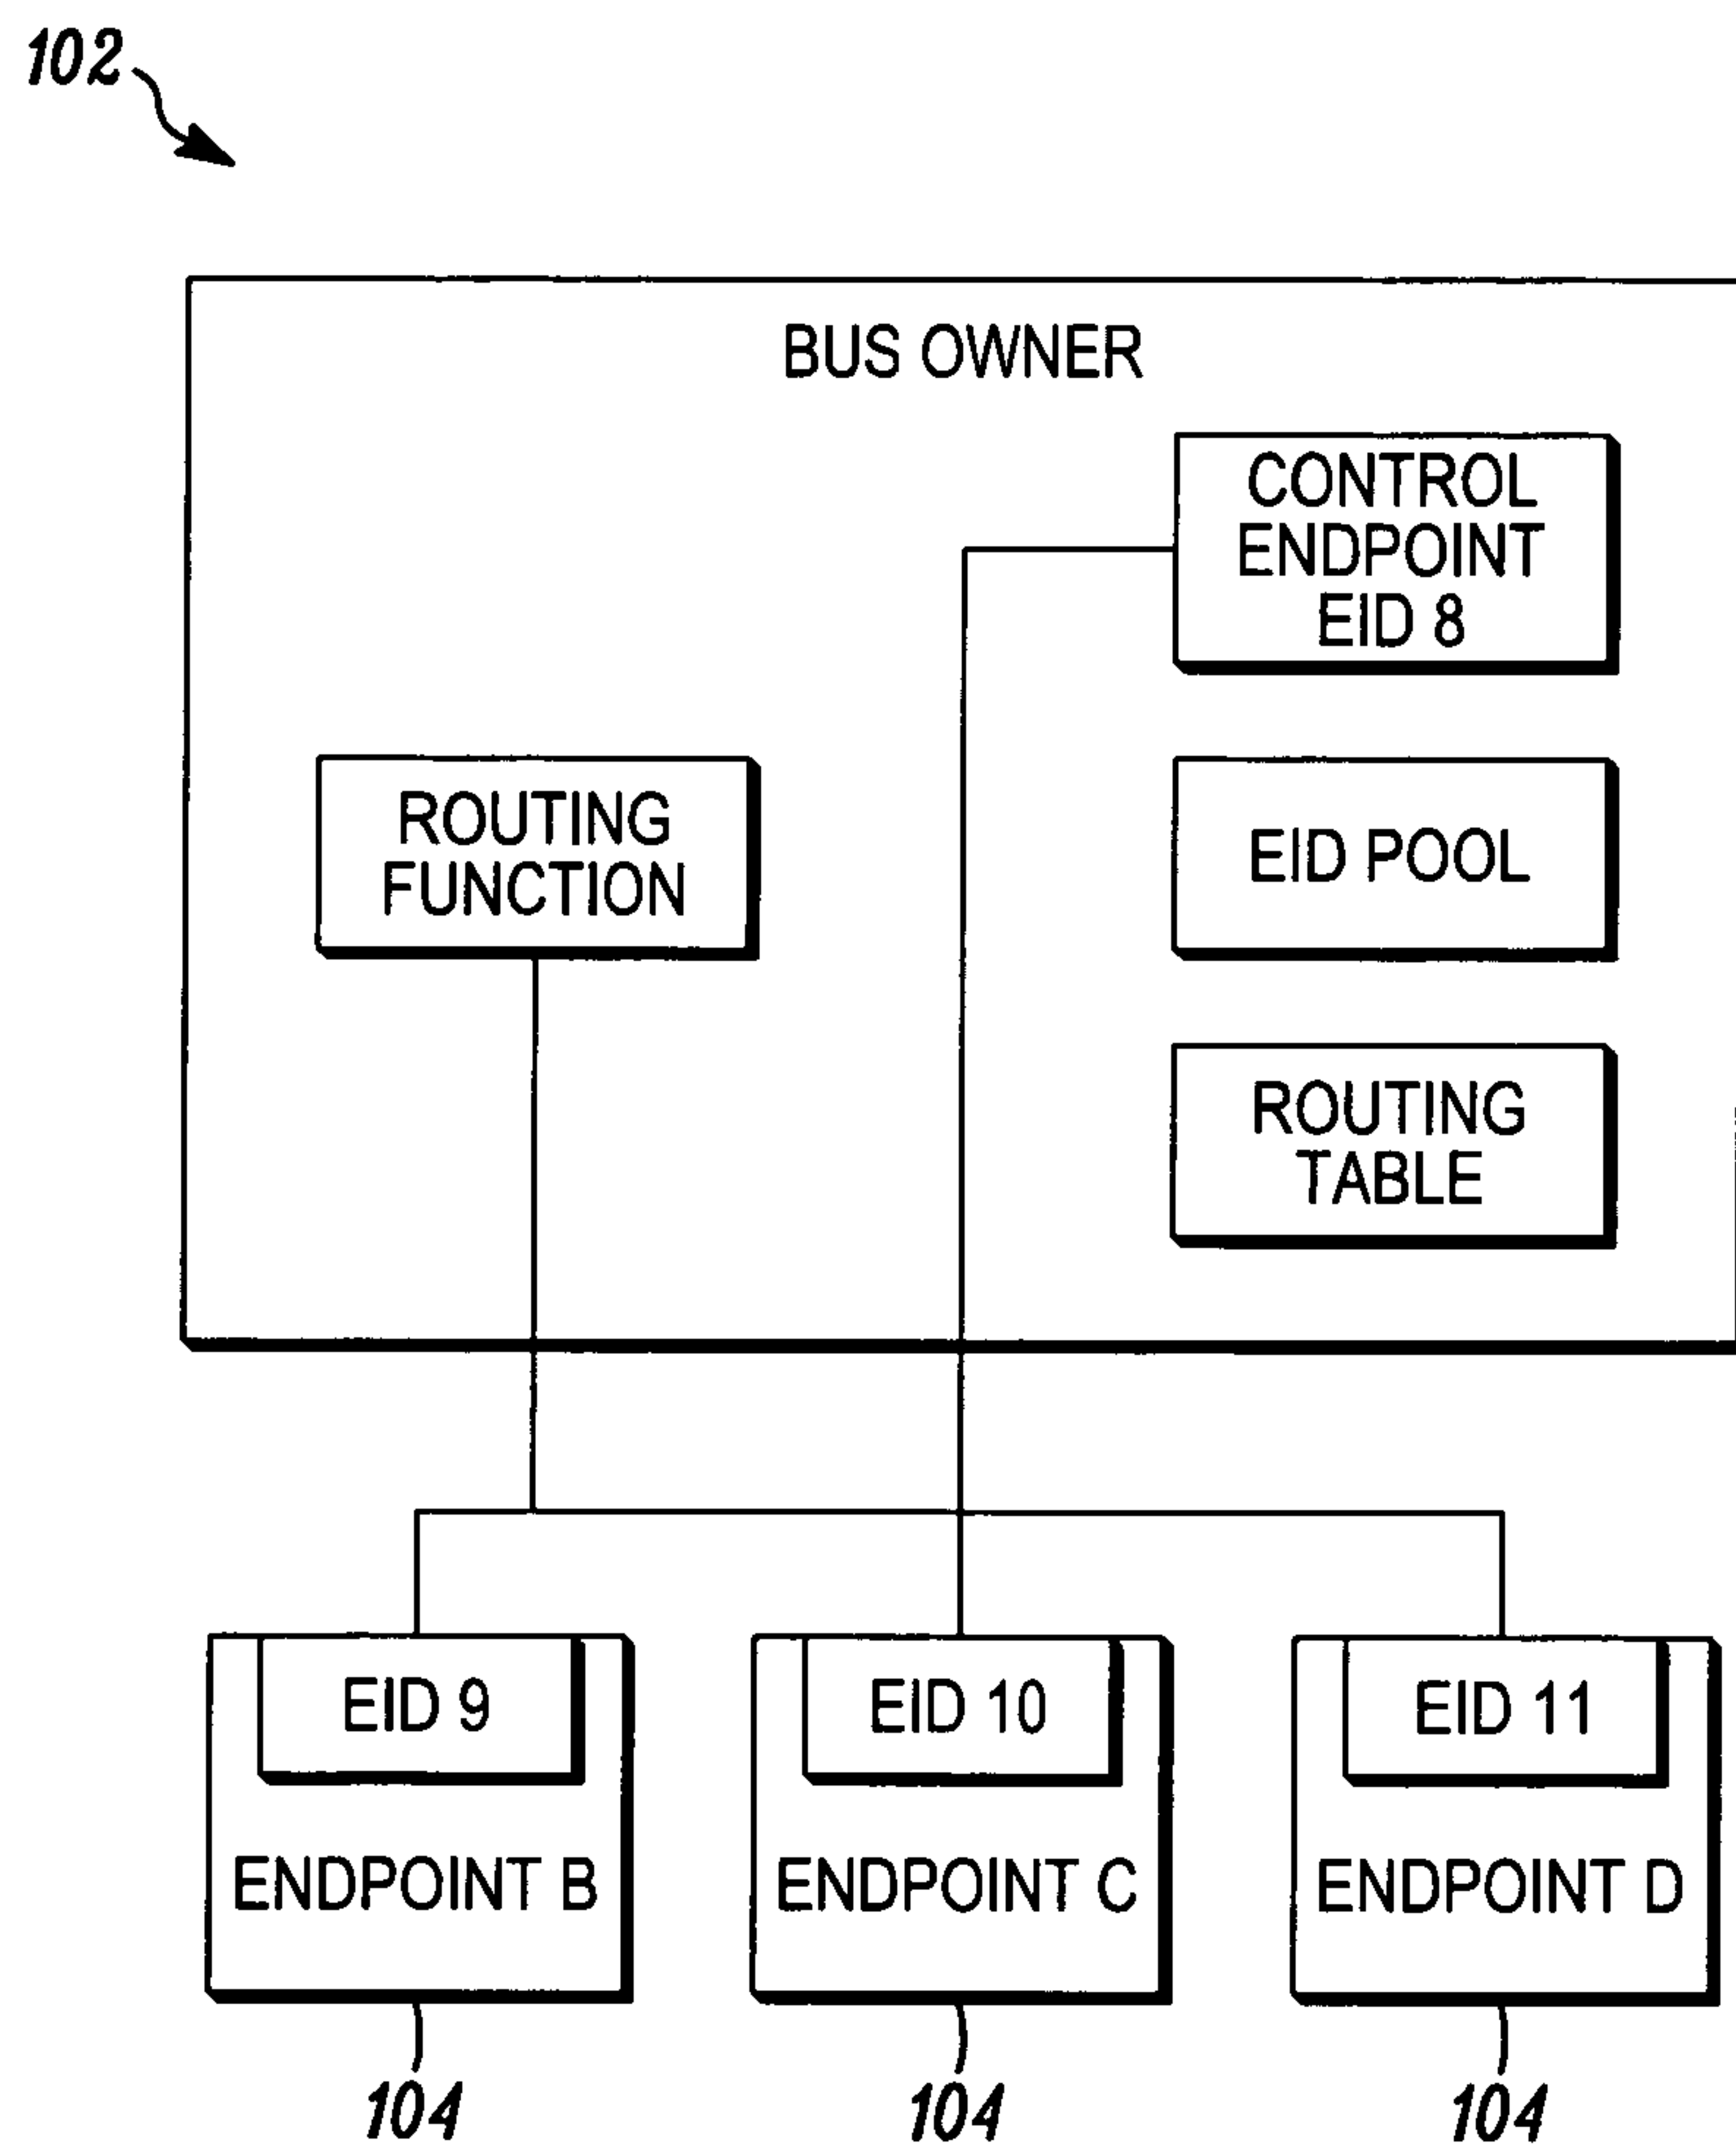 102
BUS OWNER
CONTROL
ENDPOINT
EID 8
ROUTING
FUNCTION
EID POOL
ROUTING
TABLE
EID 9
EID 10
EID 11
ENDPOINT B
ENDPOINT C
ENDPOINT D
104
104
104